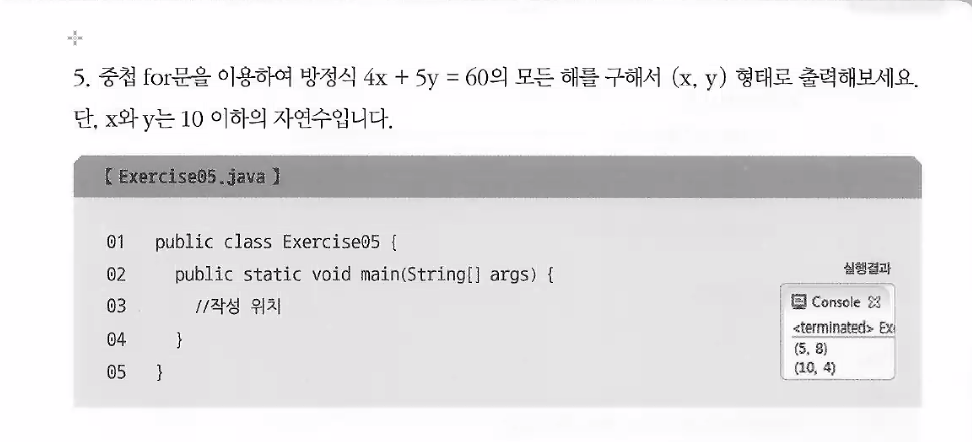 5. 중첩 for문을 이용하여 방정식 4x + 5y = 60의 모든 해를 구해서 (x, y) 형태로 출력해보세요.
단, x와 y는 10 이하의 자연수입니다.
【 Exercise05.java 】
01 public class Exercise05 {
02 public static void main(String[] args) {
03 //작성 위치
04 }
05 }
실행결과
Console
<terminated> Exe
(5, 8)
(10, 4)